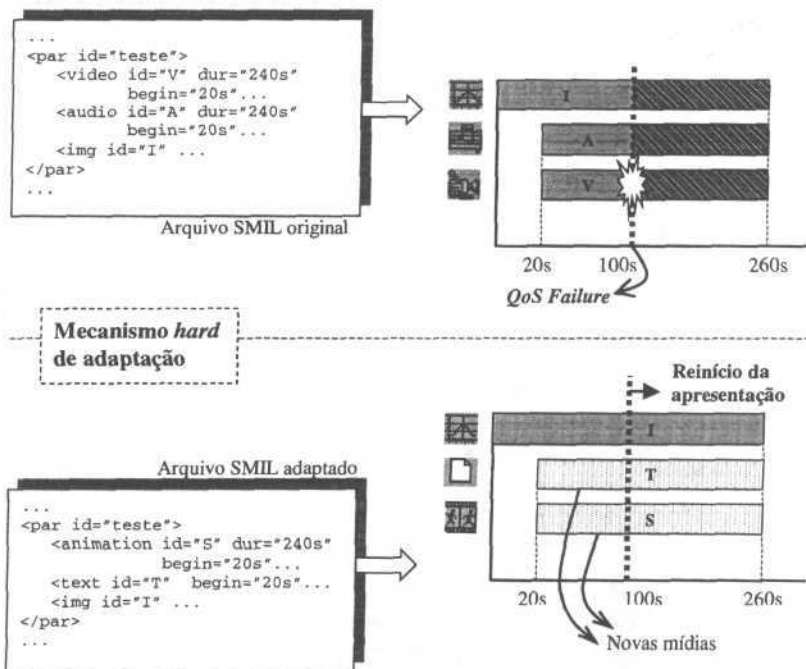 ...
<par id="teste">
<video id="V" dur="240s"
begin="20s"...
<audio id="A" dur="240s"
begin="20s"...
<img id="I" ...
</par>
...
Arquivo SMIL original
I
A
V
20s 100s 260s
QoS Failure
Mecanismo hard
de adaptação
Reinício da
apresentação
I
T
S
20s 100s 260s
Novas mídias
Arquivo SMIL adaptado
...
<par id="teste">
<animation id="S" dur="240s"
begin="20s"...
<text id="T" begin="20s"...
<img id="I" ...
</par>
...